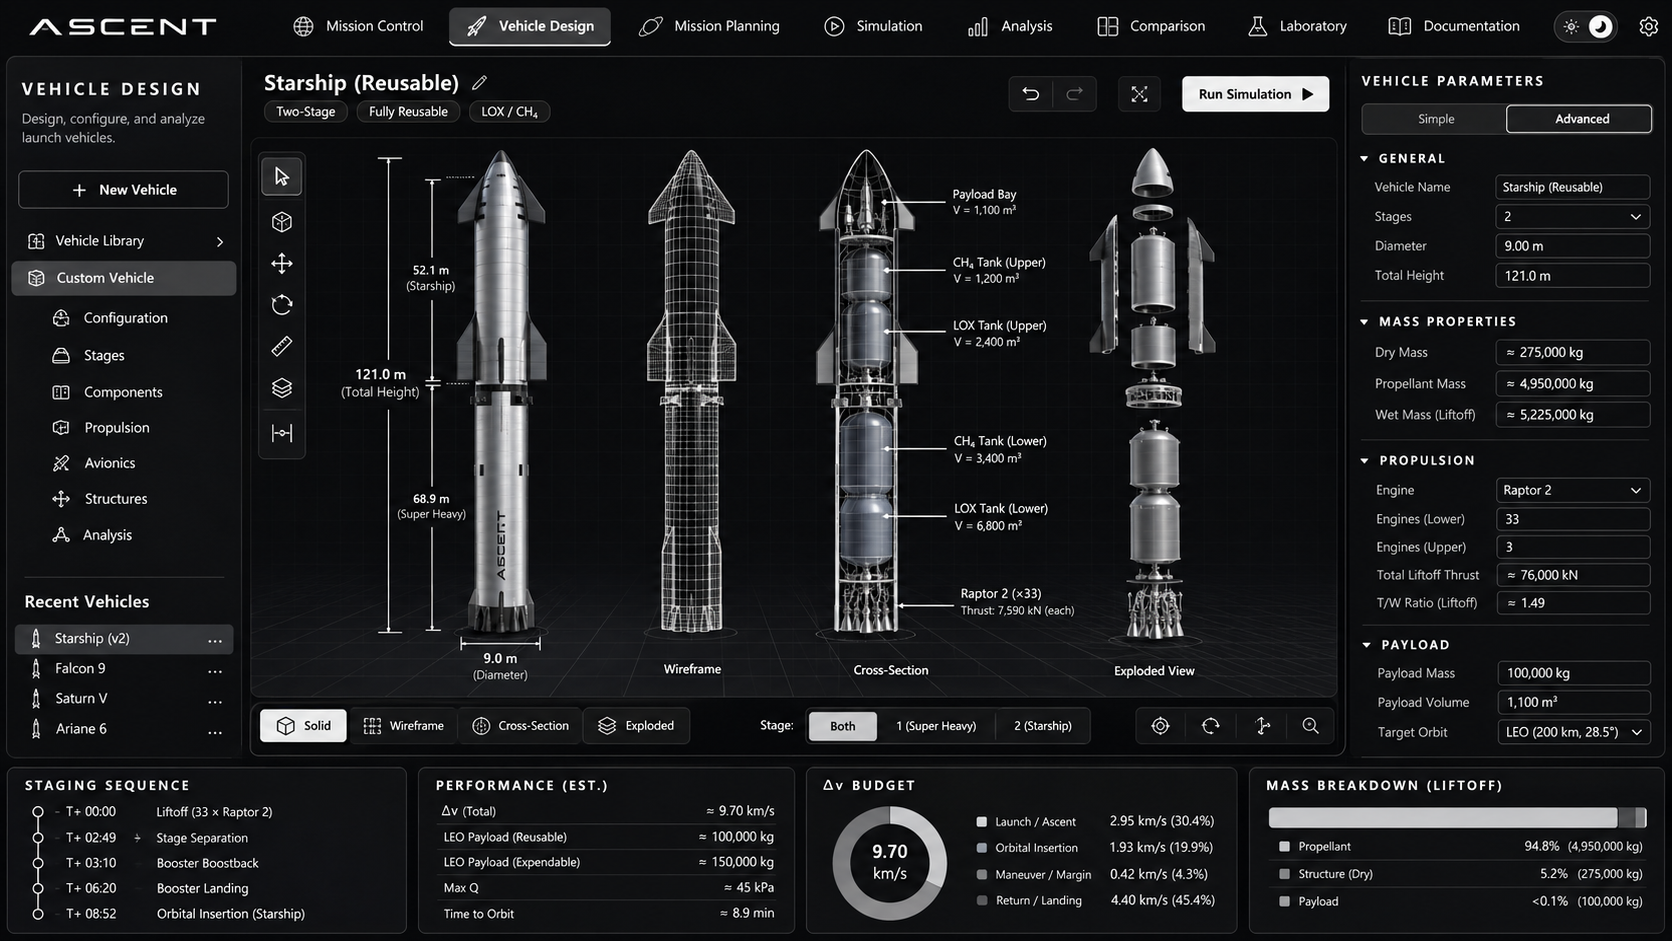 ASCENT
Mission Control
Vehicle Design
Mission Planning
Simulation
Analysis
Comparison
Laboratory
Documentation
VEHICLE DESIGN
Design, configure, and analyze
launch vehicles.
+ New Vehicle
Vehicle Library
Custom Vehicle
Configuration
Stages
Components
Propulsion
Avionics
Structures
Analysis
Recent Vehicles
Starship (v2) ...
Falcon 9 ...
Saturn V ...
Ariane 6 ...
Starship (Reusable)
Two-Stage
Fully Reusable
LOX / CH₄
Run Simulation
52.1 m
(Starship)
121.0 m
(Total Height)
68.9 m
(Super Heavy)
ASCENT
9.0 m
(Diameter)
Wireframe
Payload Bay
V = 1,100 m³
CH₄ Tank (Upper)
V = 1,200 m³
LOX Tank (Upper)
V = 2,400 m³
CH₄ Tank (Lower)
V = 3,400 m³
LOX Tank (Lower)
V = 6,800 m³
Raptor 2 (×33)
Thrust: 7,590 kN (each)
Cross-Section
Exploded View
Solid
Wireframe
Cross-Section
Exploded
Stage:
Both
1 (Super Heavy)
2 (Starship)
VEHICLE PARAMETERS
Simple
Advanced
GENERAL
Vehicle Name Starship (Reusable)
Stages 2
Diameter 9.00 m
Total Height 121.0 m
MASS PROPERTIES
Dry Mass ≈ 275,000 kg
Propellant Mass ≈ 4,950,000 kg
Wet Mass (Liftoff) ≈ 5,225,000 kg
PROPULSION
Engine Raptor 2
Engines (Lower) 33
Engines (Upper) 3
Total Liftoff Thrust ≈ 76,000 kN
T/W Ratio (Liftoff) ≈ 1.49
PAYLOAD
Payload Mass 100,000 kg
Payload Volume 1,100 m³
Target Orbit LEO (200 km, 28.5°)
STAGING SEQUENCE
T+ 00:00 Liftoff (33 × Raptor 2)
T+ 02:49 Stage Separation
T+ 03:10 Booster Boostback
T+ 06:20 Booster Landing
T+ 08:52 Orbital Insertion (Starship)
PERFORMANCE (EST.)
Δv (Total) ≈ 9.70 km/s
LEO Payload (Reusable) ≈ 100,000 kg
LEO Payload (Expendable) ≈ 150,000 kg
Max Q ≈ 45 kPa
Time to Orbit ≈ 8.9 min
Δv BUDGET
9.70
km/s
Launch / Ascent 2.95 km/s (30.4%)
Orbital Insertion 1.93 km/s (19.9%)
Maneuver / Margin 0.42 km/s (4.3%)
Return / Landing 4.40 km/s (45.4%)
MASS BREAKDOWN (LIFTOFF)
Propellant 94.8% (4,950,000 kg)
Structure (Dry) 5.2% (275,000 kg)
Payload <0.1% (100,000 kg)